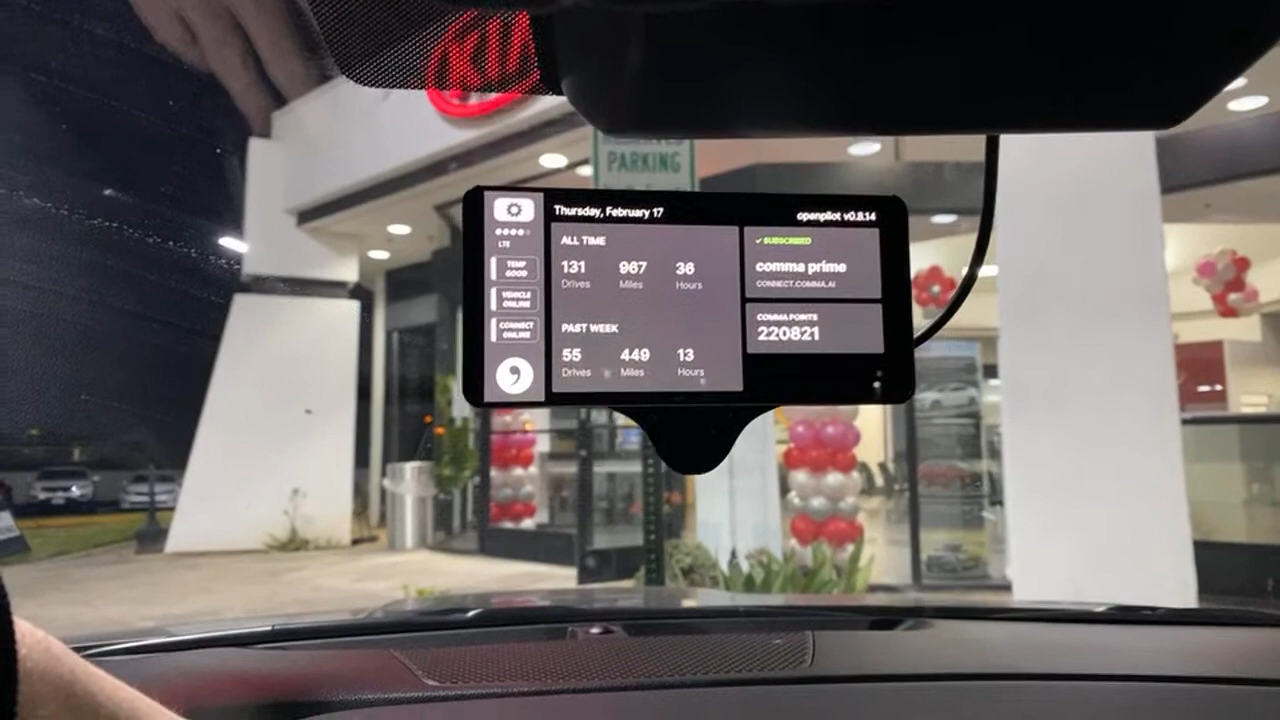 KIA
PARKING
Thursday, February 17
openpilot v0.8.14
LTE
TEMP
GOOD
VEHICLE
ONLINE
CONNECT
ONLINE
ALL TIME
131
967
36
Drives
Miles
Hours
PAST WEEK
55
449
13
Drives
Miles
Hours
✓ SUBSCRIBED
comma prime
CONNECT.COMMA.AI
COMMA POINTS
220821